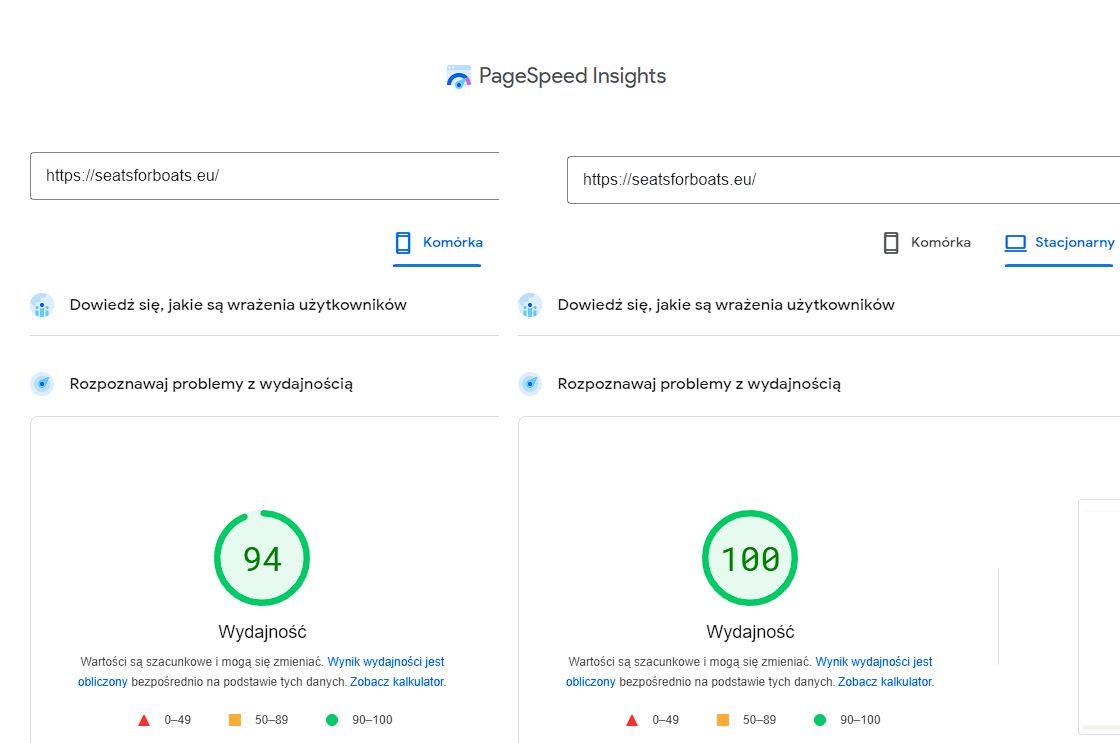 PageSpeed Insights
https://seatsforboats.eu/
https://seatsforboats.eu/
Komórka
Komórka
Stacjonarny
Dowiedź się, jakie są wrażenia użytkowników
Dowiedź się, jakie są wrażenia użytkowników
Rozpoznawaj problemy z wydajnością
Rozpoznawaj problemy z wydajnością
94
Wydajność
Wartości są szacunkowe i mogą się zmieniać. Wynik wydajności jest
obliczony bezpośrednio na podstawie tych danych. Zobacz kalkulator.
0–49
50–89
90–100
100
Wydajność
Wartości są szacunkowe i mogą się zmieniać. Wynik wydajności jest
obliczony bezpośrednio na podstawie tych danych. Zobacz kalkulator.
0–49
50–89
90–100